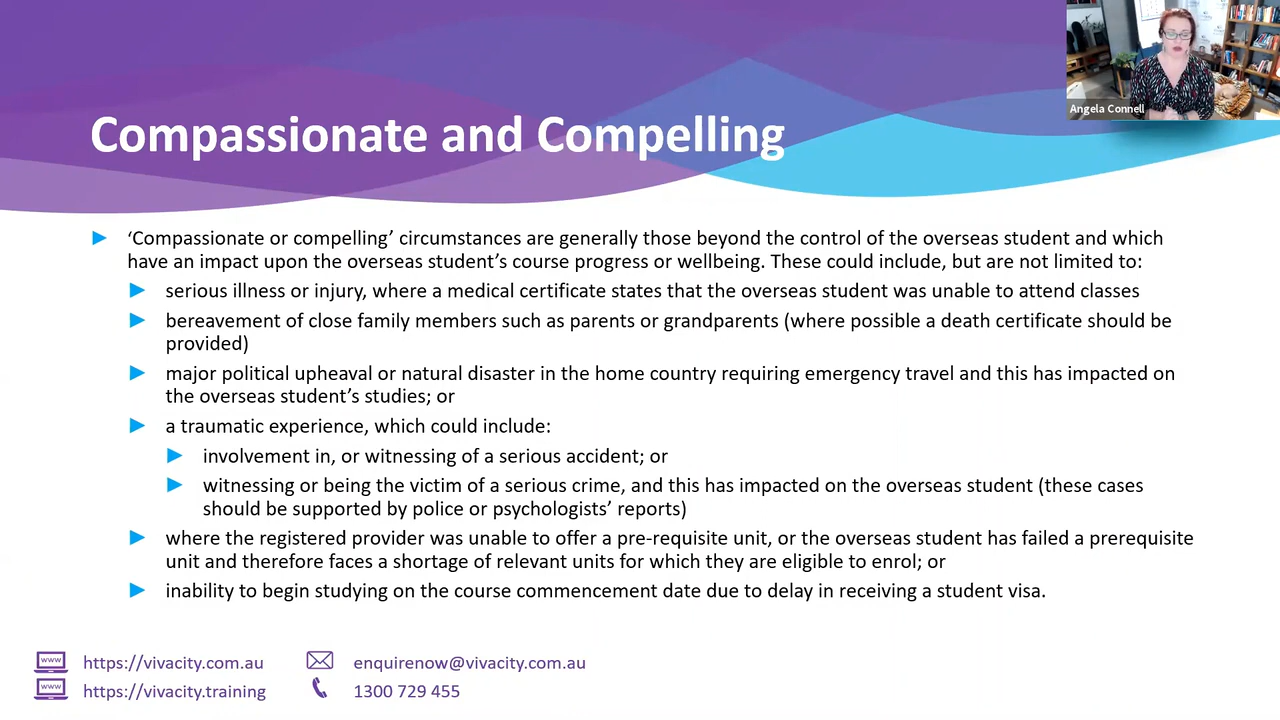 Angela Connell
Compassionate and Compelling
‘Compassionate or compelling’ circumstances are generally those beyond the control of the overseas student and which
have an impact upon the overseas student’s course progress or wellbeing. These could include, but are not limited to:
serious illness or injury, where a medical certificate states that the overseas student was unable to attend classes
bereavement of close family members such as parents or grandparents (where possible a death certificate should be
provided)
major political upheaval or natural disaster in the home country requiring emergency travel and this has impacted on
the overseas student’s studies; or
a traumatic experience, which could include:
involvement in, or witnessing of a serious accident; or
witnessing or being the victim of a serious crime, and this has impacted on the overseas student (these cases
should be supported by police or psychologists’ reports)
where the registered provider was unable to offer a pre-requisite unit, or the overseas student has failed a prerequisite
unit and therefore faces a shortage of relevant units for which they are eligible to enrol; or
inability to begin studying on the course commencement date due to delay in receiving a student visa.
www https://vivacity.com.au enquirenow@vivacity.com.au
www https://vivacity.training 1300 729 455